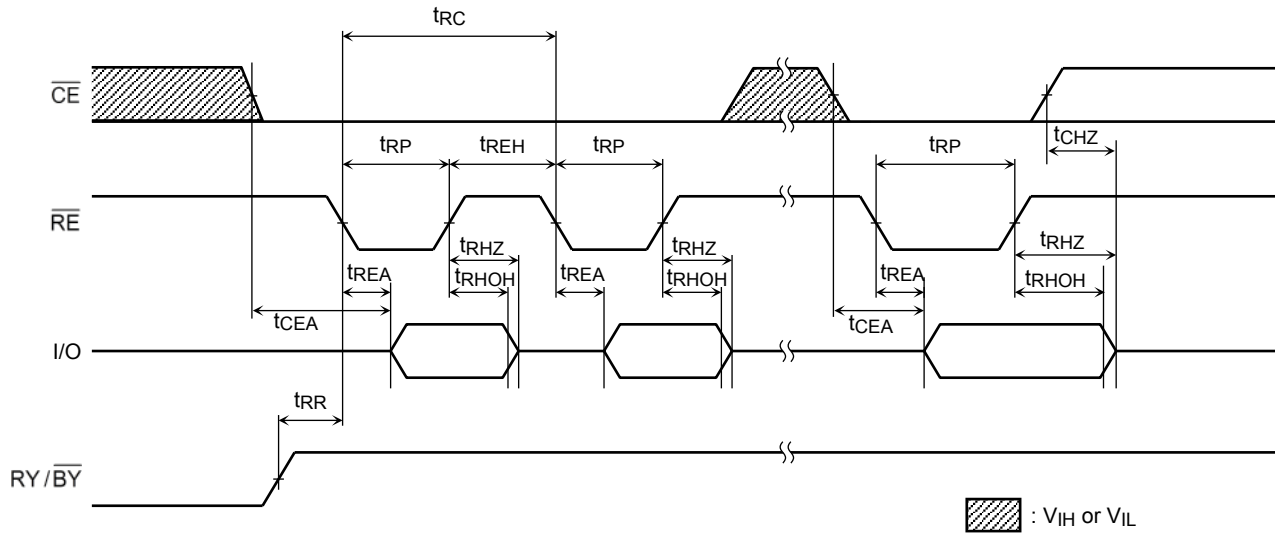 tRC
CE
tCHZ
tRP tREH tRP tRP
RE
tRHZ tRHZ tRHZ
tREA tRHOH tREA tRHOH tREA tRHOH
tCEA tCEA
I/O
tRR
RY/BY
: VIH or VIL